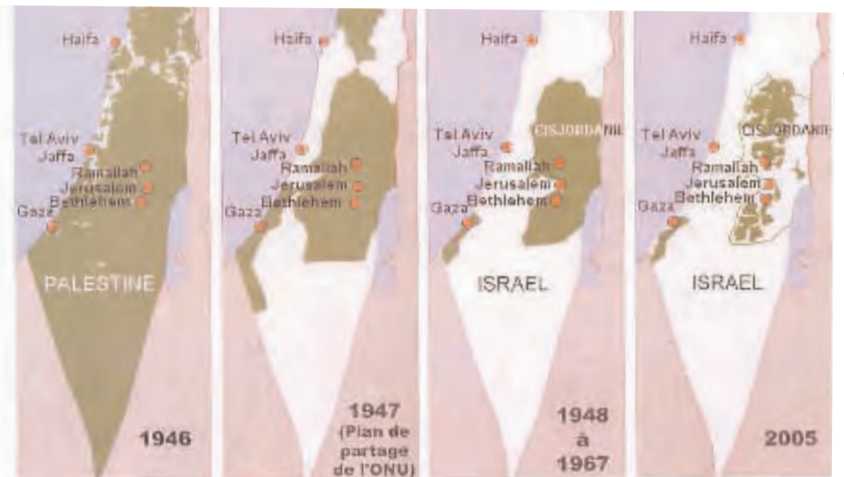 Haifa
Tel Aviv
Jaffa
Ramallah
Jerusalem
Bethlehem
Gaza
PALESTINE
1946
Haifa
Tel Aviv
Jaffa
Ramallah
Jerusalem
Bethlehem
Gaza
1947
(Plan de
partage
de l'ONU)
Haifa
CISJORDANIE
Tel Aviv
Jaffa
Ramallah
Jerusalem
Bethlehem
Gaza
ISRAEL
1948
à
1967
Haifa
Tel Aviv
CISJORDANIE
Jaffa
Ramallah
Jerusalem
Bethlehem
Gaza
ISRAEL
2005